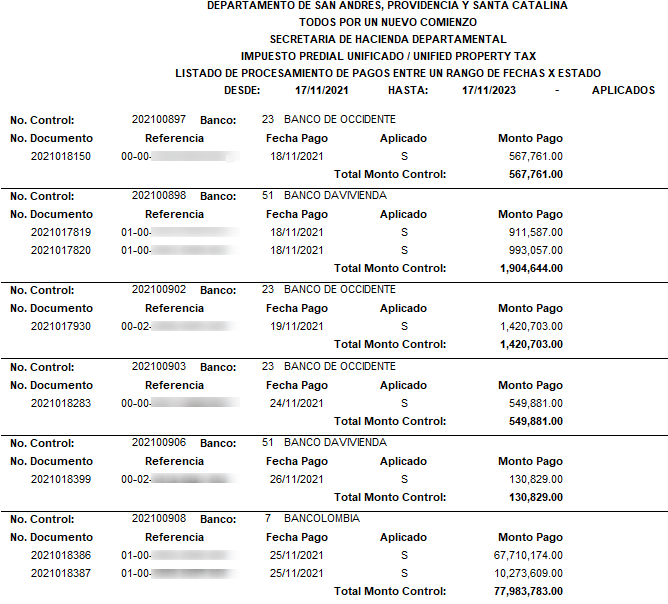 DEPARTAMENTO DE SAN ANDRES, PROVIDENCIA Y SANTA CATALINA
TODOS POR UN NUEVO COMIENZO
SECRETARIA DE HACIENDA DEPARTAMENTAL
IMPUESTO PREDIAL UNIFICADO / UNIFIED PROPERTY TAX
LISTADO DE PROCESAMIENTO DE PAGOS ENTRE UN RANGO DE FECHAS X ESTADO
DESDE: 17/11/2021 HASTA: 17/11/2023 - APLICADOS
No. Control: 202100897 Banco: 23 BANCO DE OCCIDENTE
No. Documento Referencia Fecha Pago Aplicado Monto Pago
2021018150 00-00- 18/11/2021 S 567,761.00
Total Monto Control: 567,761.00
No. Control: 202100898 Banco: 51 BANCO DAVIVIENDA
No. Documento Referencia Fecha Pago Aplicado Monto Pago
2021017819 01-00- 18/11/2021 S 911,587.00
2021017820 01-00- 18/11/2021 S 993,057.00
Total Monto Control: 1,904,644.00
No. Control: 202100902 Banco: 23 BANCO DE OCCIDENTE
No. Documento Referencia Fecha Pago Aplicado Monto Pago
2021017930 00-02- 19/11/2021 S 1,420,703.00
Total Monto Control: 1,420,703.00
No. Control: 202100903 Banco: 23 BANCO DE OCCIDENTE
No. Documento Referencia Fecha Pago Aplicado Monto Pago
2021018283 00-00- 24/11/2021 S 549,881.00
Total Monto Control: 549,881.00
No. Control: 202100906 Banco: 51 BANCO DAVIVIENDA
No. Documento Referencia Fecha Pago Aplicado Monto Pago
2021018399 00-02- 26/11/2021 S 130,829.00
Total Monto Control: 130,829.00
No. Control: 202100908 Banco: 7 BANCOLOMBIA
No. Documento Referencia Fecha Pago Aplicado Monto Pago
2021018386 01-00- 25/11/2021 S 67,710,174.00
2021018387 01-00- 25/11/2021 S 10,273,609.00
Total Monto Control: 77,983,783.00